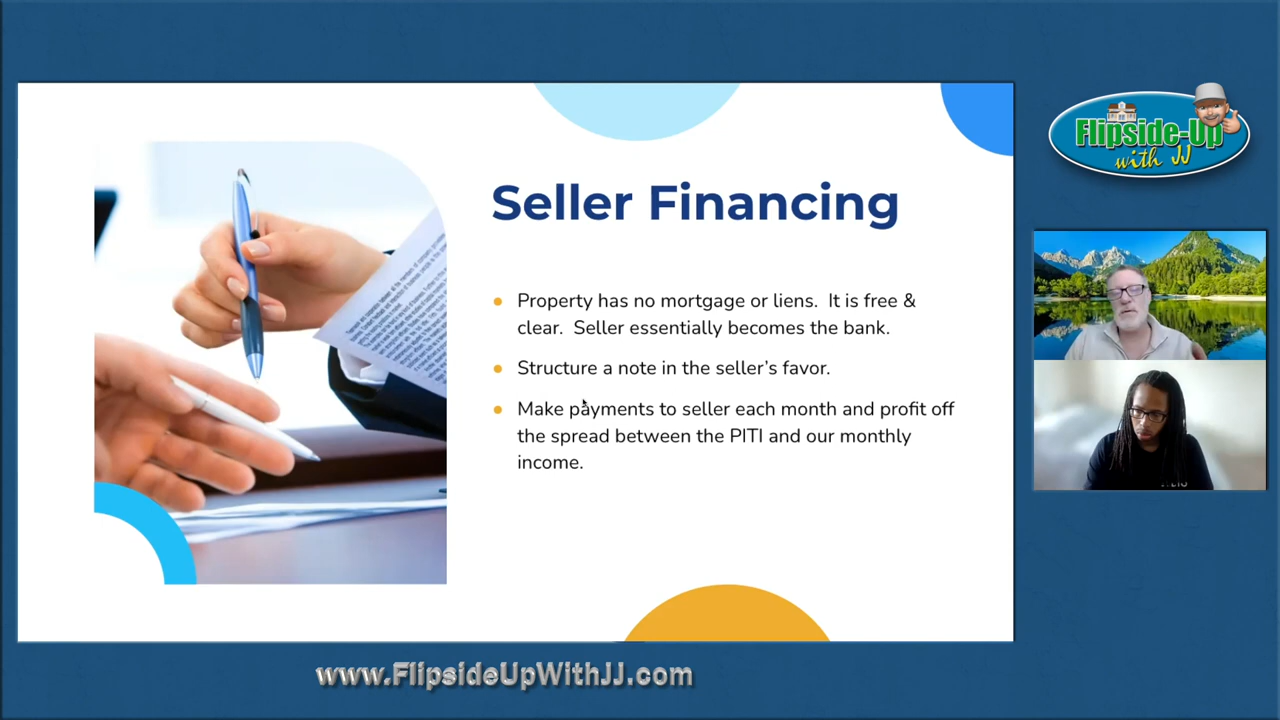 Seller Financing
Property has no mortgage or liens.  It is free &
clear.  Seller essentially becomes the bank.
Structure a note in the seller's favor.
Make payments to seller each month and profit off
the spread between the PITI and our monthly
income.
Flipside-Up
with JJ
www.FlipsideUpWithJJ.com